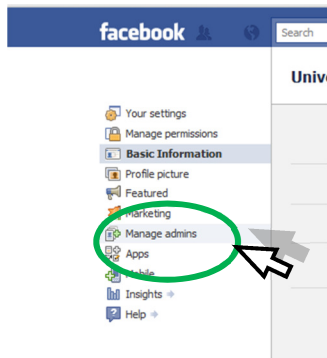 facebook
Search
Unive
Your settings
Manage permissions
Basic Information
Profile picture
Featured
Marketing
Manage admins
Apps
Mobile
Insights
Help